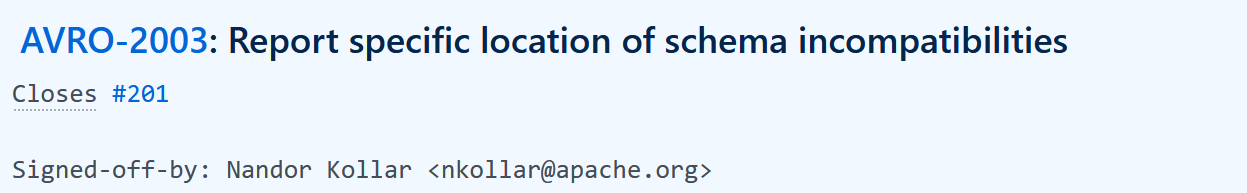 AVRO-2003: Report specific location of schema incompatibilities
Closes #201
Signed-off-by: Nandor Kollar <nkollar@apache.org>